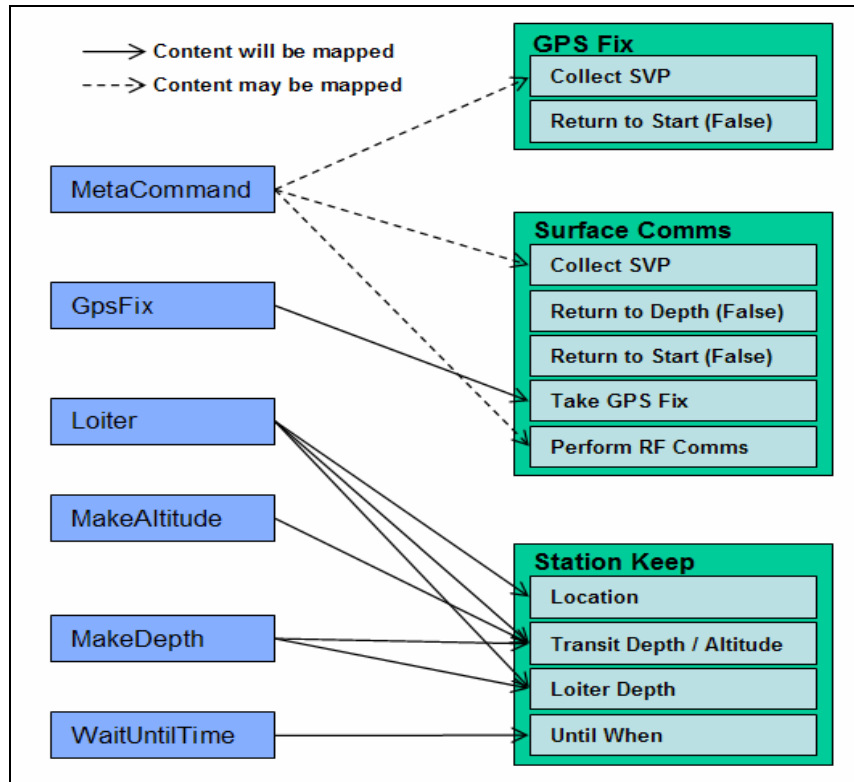 Content will be mapped
Content may be mapped
MetaCommand
GpsFix
Loiter
MakeAltitude
MakeDepth
WaitUntilTime
GPS Fix
Collect SVP
Return to Start (False)
Surface Comms
Collect SVP
Return to Depth (False)
Return to Start (False)
Take GPS Fix
Perform RF Comms
Station Keep
Location
Transit Depth / Altitude
Loiter Depth
Until When